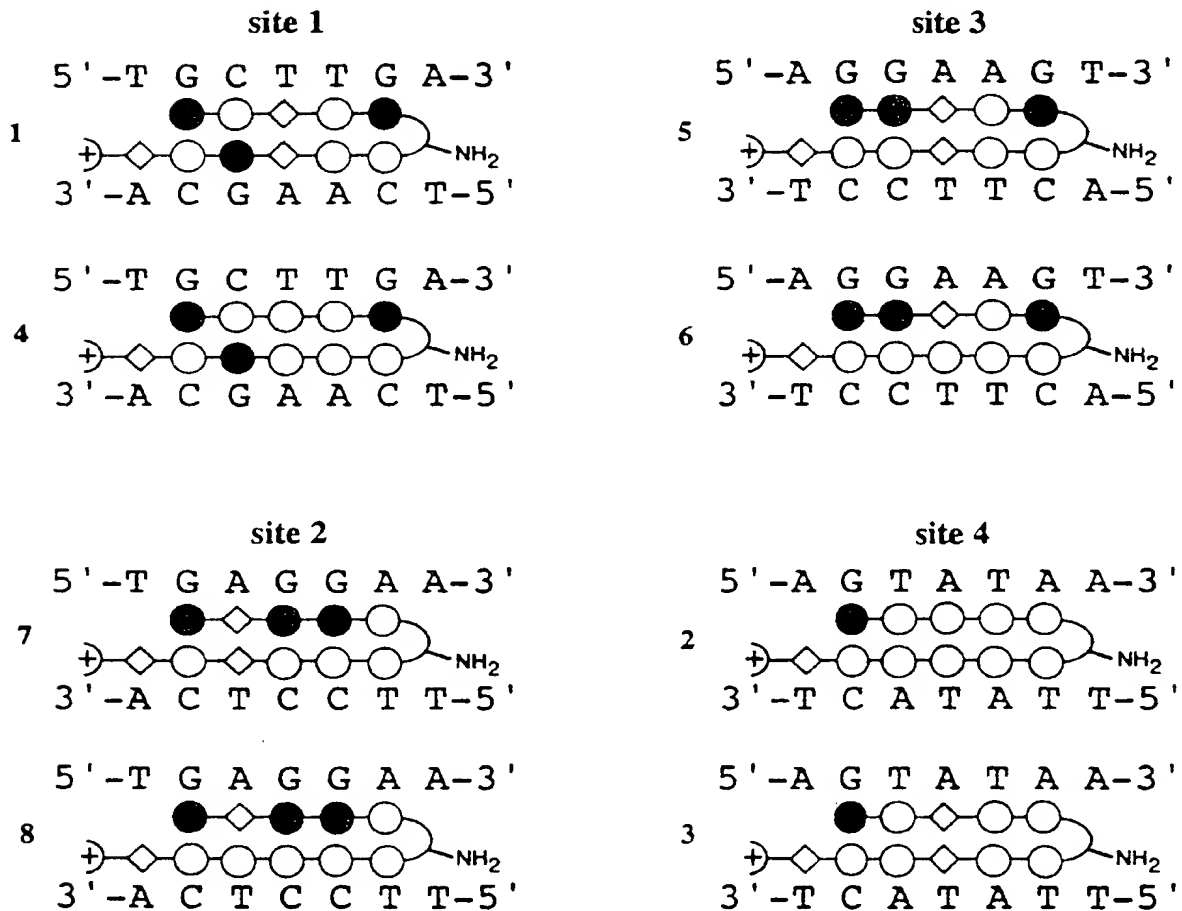 site 1
5'-T G C T T G A-3'
1
+
NH2
3'-A C G A A C T-5'
5'-T G C T T G A-3'
4
+
NH2
3'-A C G A A C T-5'
site 3
5'-A G G A A G T-3'
5
+
NH2
3'-T C C T T C A-5'
5'-A G G A A G T-3'
6
+
NH2
3'-T C C T T C A-5'
site 2
5'-T G A G G A A-3'
7
+
NH2
3'-A C T C C T T-5'
5'-T G A G G A A-3'
8
+
NH2
3'-A C T C C T T-5'
site 4
5'-A G T A T A A-3'
2
+
NH2
3'-T C A T A T T-5'
5'-A G T A T A A-3'
3
+
NH2
3'-T C A T A T T-5'